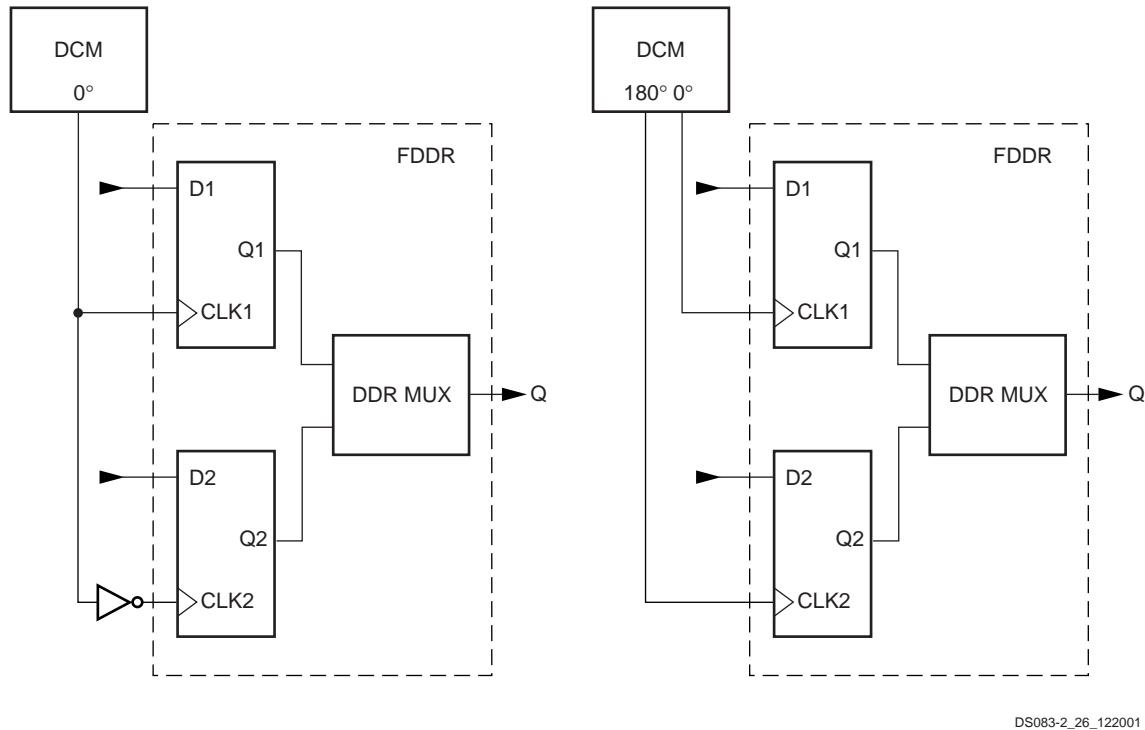 DCM
0°
FDDR
D1
Q1
CLK1
DDR MUX
Q
D2
Q2
CLK2
DCM
180° 0°
FDDR
D1
Q1
CLK1
DDR MUX
Q
D2
Q2
CLK2
DS083-2_26_122001